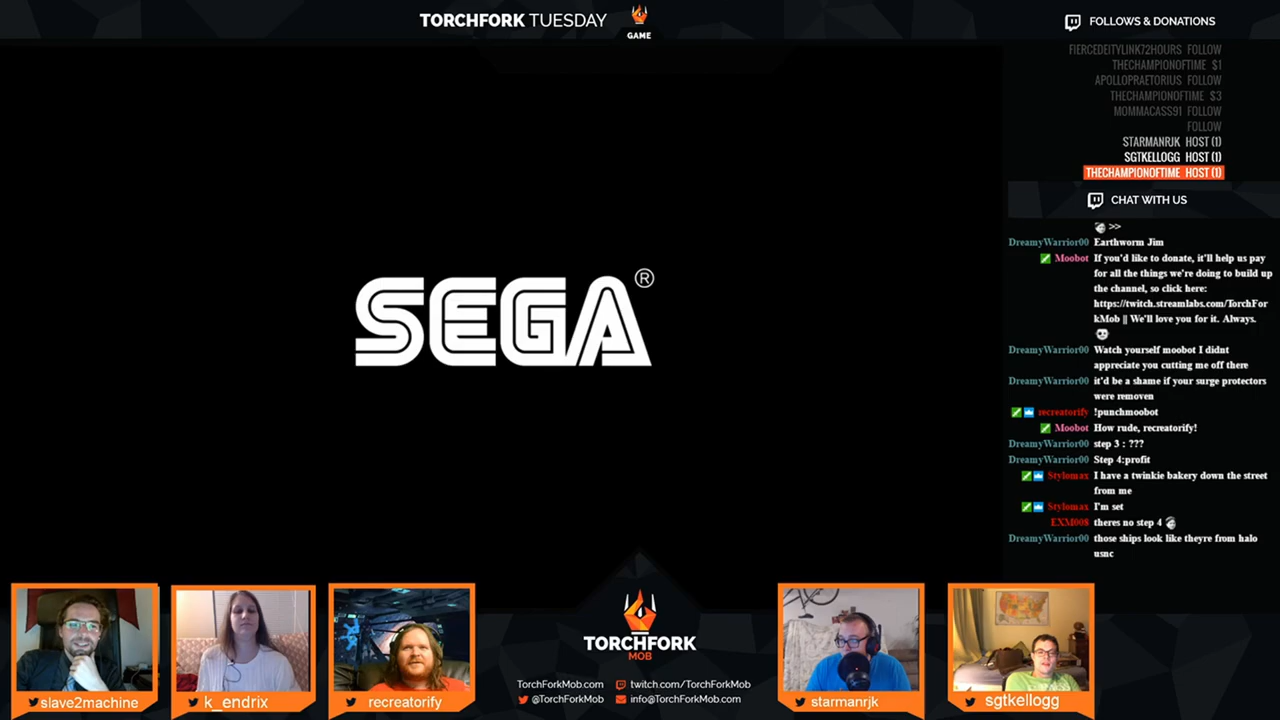 TORCHFORK TUESDAY
GAME
FOLLOWS & DONATIONS
FIERCEDEITYLINK72HOURS FOLLOW
THECHAMPIONOFTIME $1
APOLLOPRAETORIUS FOLLOW
THECHAMPIONOFTIME $3
MOMMACASS91 FOLLOW
FOLLOW
STARMANRJK HOST (1)
SGTKELLOGG HOST (1)
THECHAMPIONOFTIME HOST (1)
CHAT WITH US
>>
DreamyWarrior00 Earthworm Jim
Moobot If you'd like to donate, it'll help us pay
for all the things we're doing to build up
the channel, so click here:
https://twitch.streamlabs.com/TorchFor
kMob || We'll love you for it. Always.
DreamyWarrior00 Watch yourself moobot I didnt
appreciate you cutting me off there
DreamyWarrior00 it'd be a shame if your surge protectors
were removen
recreatorify !punchmoobot
Moobot How rude, recreatorify!
DreamyWarrior00 step 3 : ???
DreamyWarrior00 Step 4:profit
Stylomax I have a twinkie bakery down the street
from me
Stylomax I'm set
EXM008 theres no step 4
DreamyWarrior00 those ships look like theyre from halo
usnc
SEGA®
slave2machine
k_endrix
recreatorify
TORCHFORK
MOB
TorchForkMob.com twitch.com/TorchForkMob
@TorchForkMob info@TorchForkMob.com
starmanrjk
sgtkellogg